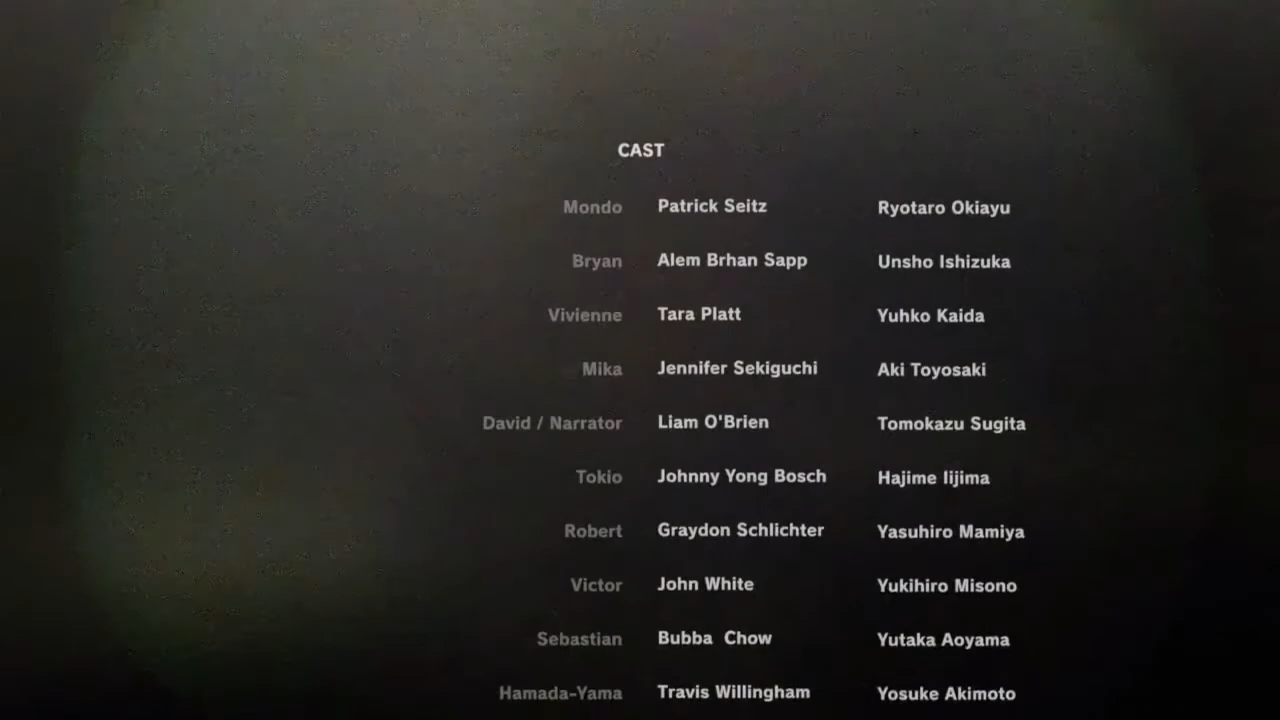 CAST
Mondo Patrick Seitz Ryotaro Okiayu
Bryan Alem Brhan Sapp Unsho Ishizuka
Vivienne Tara Platt Yuhko Kaida
Mika Jennifer Sekiguchi Aki Toyosaki
David / Narrator Liam O'Brien Tomokazu Sugita
Tokio Johnny Yong Bosch Hajime Iijima
Robert Graydon Schlichter Yasuhiro Mamiya
Victor John White Yukihiro Misono
Sebastian Bubba Chow Yutaka Aoyama
Hamada-Yama Travis Willingham Yosuke Akimoto